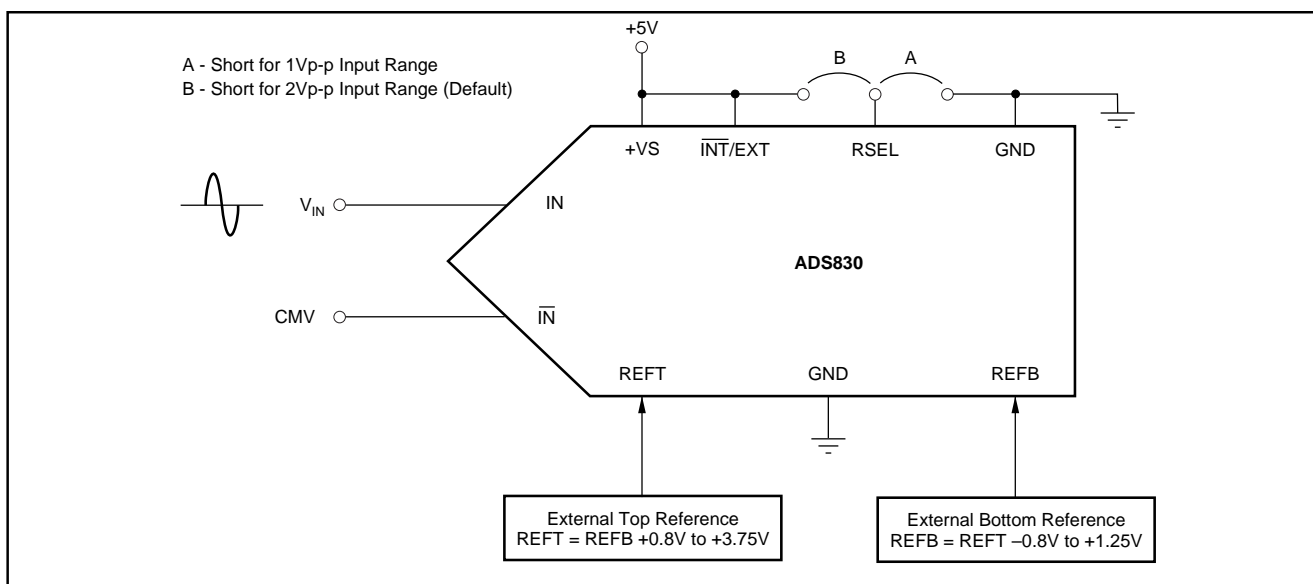 +5V
A - Short for 1Vp-p Input Range
B - Short for 2Vp-p Input Range (Default)
B
A
+VS
INT/EXT
RSEL
GND
VIN
IN
ADS830
CMV
IN
REFT
GND
REFB
External Top Reference
REFT = REFB +0.8V to +3.75V
External Bottom Reference
REFB = REFT –0.8V to +1.25V